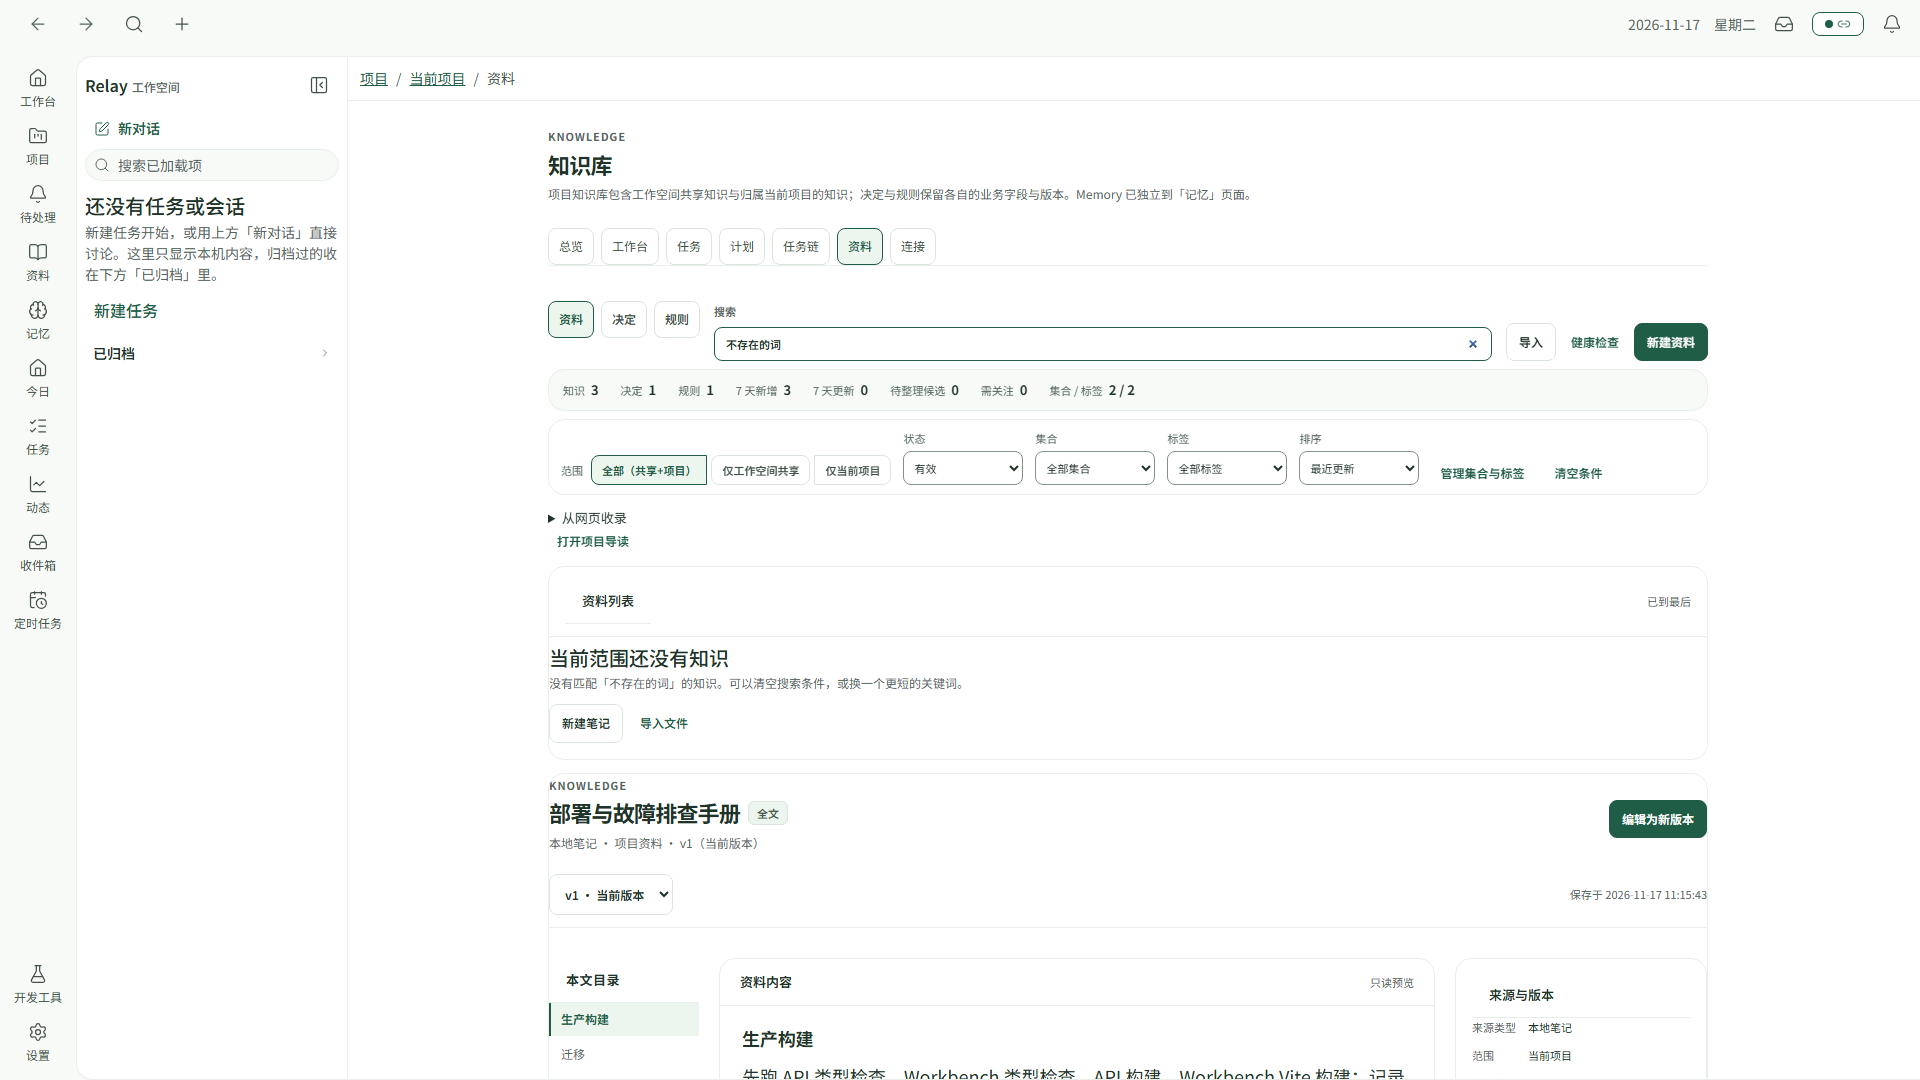 2026-11-17 星期二
工作台
项目
待处理
资料
记忆
今日
任务
动态
收件箱
定时任务
开发工具
设置
Relay 工作空间
新对话
搜索已加载项
还没有任务或会话
新建任务开始，或用上方「新对话」直接
讨论。这里只显示本机内容，归档过的收
在下方「已归档」里。
新建任务
已归档
项目 / 当前项目 / 资料
KNOWLEDGE
知识库
项目知识库包含工作空间共享知识与归属当前项目的知识；决定与规则保留各自的业务字段与版本。Memory 已独立到「记忆」页面。
总览 工作台 任务 计划 任务链 资料 连接
资料 决定 规则
搜索
不存在的词
导入 健康检查 新建资料
知识 3 决定 1 规则 1 7 天新增 3 7 天更新 0 待整理候选 0 需关注 0 集合 / 标签 2 / 2
范围 全部（共享+项目） 仅工作空间共享 仅当前项目
状态 集合 标签 排序
有效 全部集合 全部标签 最近更新
管理集合与标签 清空条件
从网页收录
打开项目导读
资料列表 已到最后
当前范围还没有知识
没有匹配「不存在的词」的知识。可以清空搜索条件，或换一个更短的关键词。
新建笔记 导入文件
KNOWLEDGE
部署与故障排查手册 全文
编辑为新版本
本地笔记 · 项目资料 · v1（当前版本）
v1 · 当前版本
保存于 2026-11-17 11:15:43
本文目录
生产构建
迁移
资料内容 只读预览
生产构建
先跑 API 类型检查、Workbench 类型检查、API 构建、Workbench Vite 构建；记录
来源与版本
来源类型 本地笔记
范围 当前项目